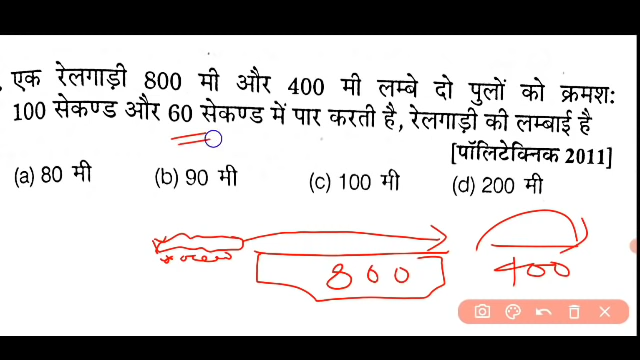 एक रेलगाड़ी 800 मी और 400 मी लम्बे दो पुलों को क्रमश:
100 सेकण्ड और 60 सेकण्ड में पार करती है, रेलगाड़ी की लम्बाई है
[पॉलिटेक्निक 2011]
(a) 80 मी (b) 90 मी (c) 100 मी (d) 200 मी
800 400